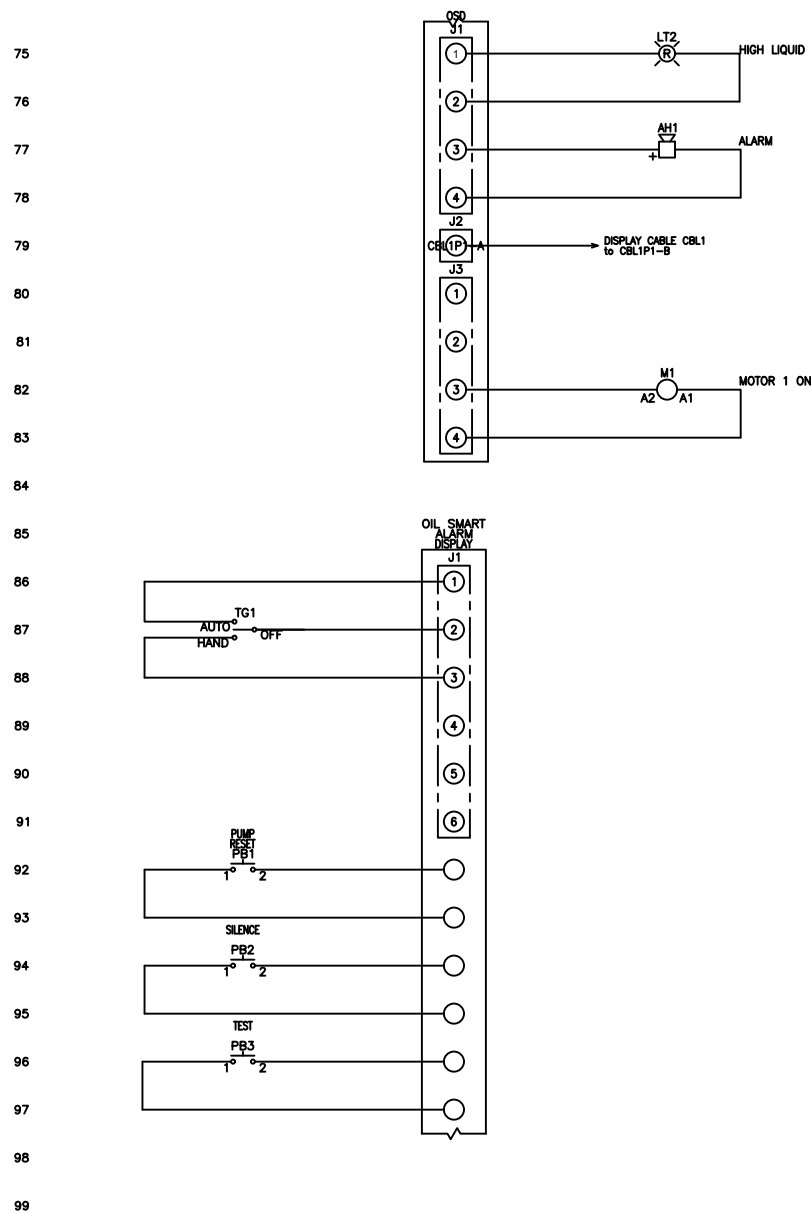 OSD
J1
75 1 LT2 R HIGH LIQUID
76 2
77 3 AH1 + ALARM
78 4
J2
79 CBL1P1-A DISPLAY CABLE CBL1
to CBL1P1-B
J3
80 1
81 2
82 3 M1 A2 A1 MOTOR 1 ON
83 4
84
85 OIL SMART
ALARM
DISPLAY
J1
86 1
TG1
87 AUTO OFF 2
HAND
88 3
89 4
90 5
91 6
PUMP
RESET
PB1
92 1 2
93
SILENCE
PB2
94 1 2
95
TEST
PB3
96 1 2
97
98
99